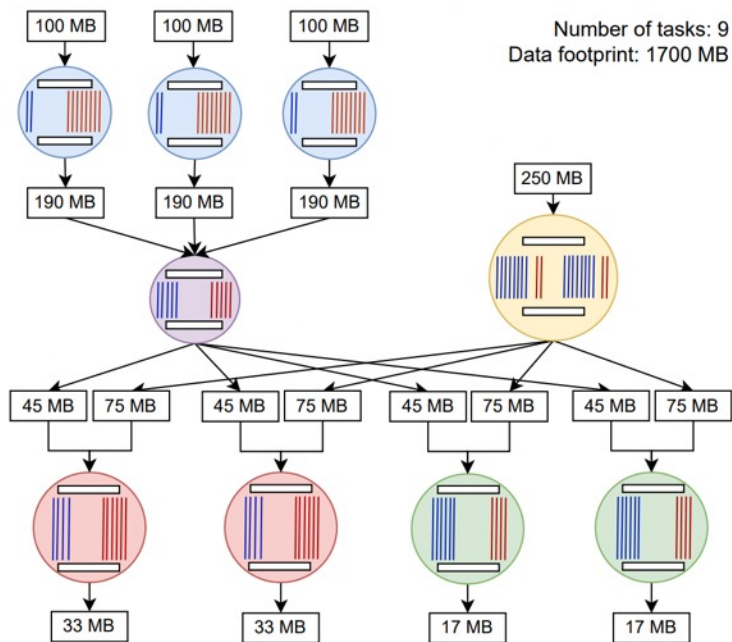 100 MB 100 MB 100 MB
Number of tasks: 9
Data footprint: 1700 MB
190 MB 190 MB 190 MB
250 MB
45 MB 75 MB 45 MB 75 MB 45 MB 75 MB 45 MB 75 MB
33 MB 33 MB 17 MB 17 MB